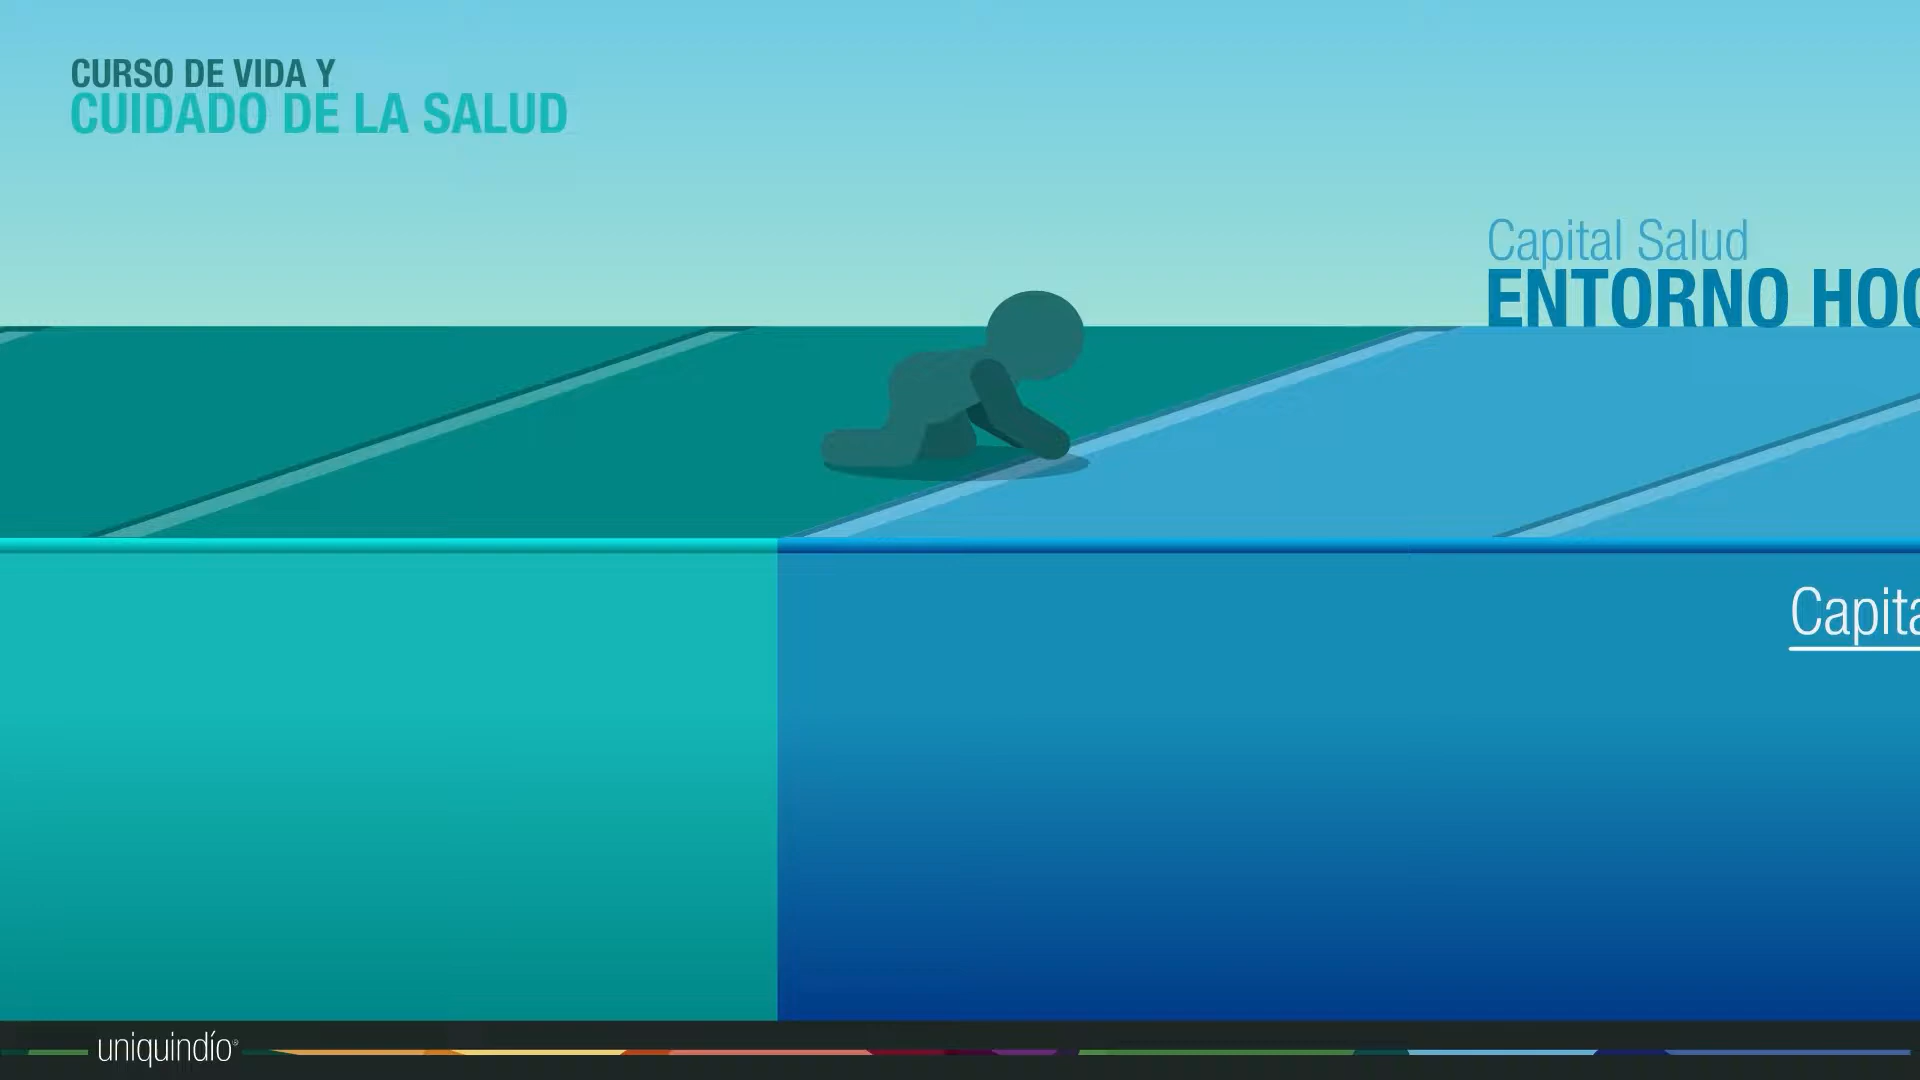 CURSO DE VIDA Y
CUIDADO DE LA SALUD
Capital Salud
ENTORNO HOG
Capita
uniquindío